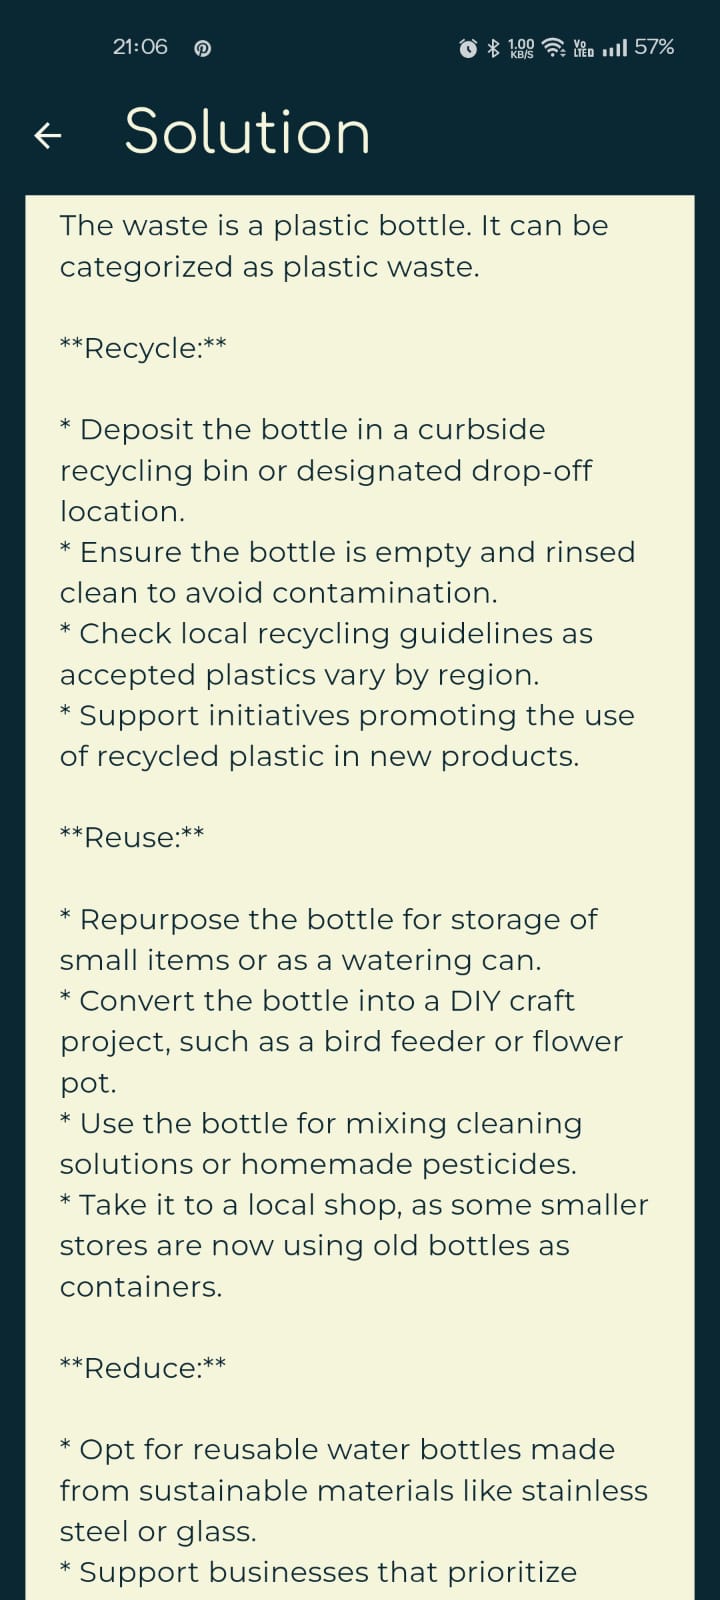 21:06 1.00 KB/S Vo LTED 57%
Solution
The waste is a plastic bottle. It can be
categorized as plastic waste.
**Recycle:**
* Deposit the bottle in a curbside
recycling bin or designated drop-off
location.
* Ensure the bottle is empty and rinsed
clean to avoid contamination.
* Check local recycling guidelines as
accepted plastics vary by region.
* Support initiatives promoting the use
of recycled plastic in new products.
**Reuse:**
* Repurpose the bottle for storage of
small items or as a watering can.
* Convert the bottle into a DIY craft
project, such as a bird feeder or flower
pot.
* Use the bottle for mixing cleaning
solutions or homemade pesticides.
* Take it to a local shop, as some smaller
stores are now using old bottles as
containers.
**Reduce:**
* Opt for reusable water bottles made
from sustainable materials like stainless
steel or glass.
* Support businesses that prioritize